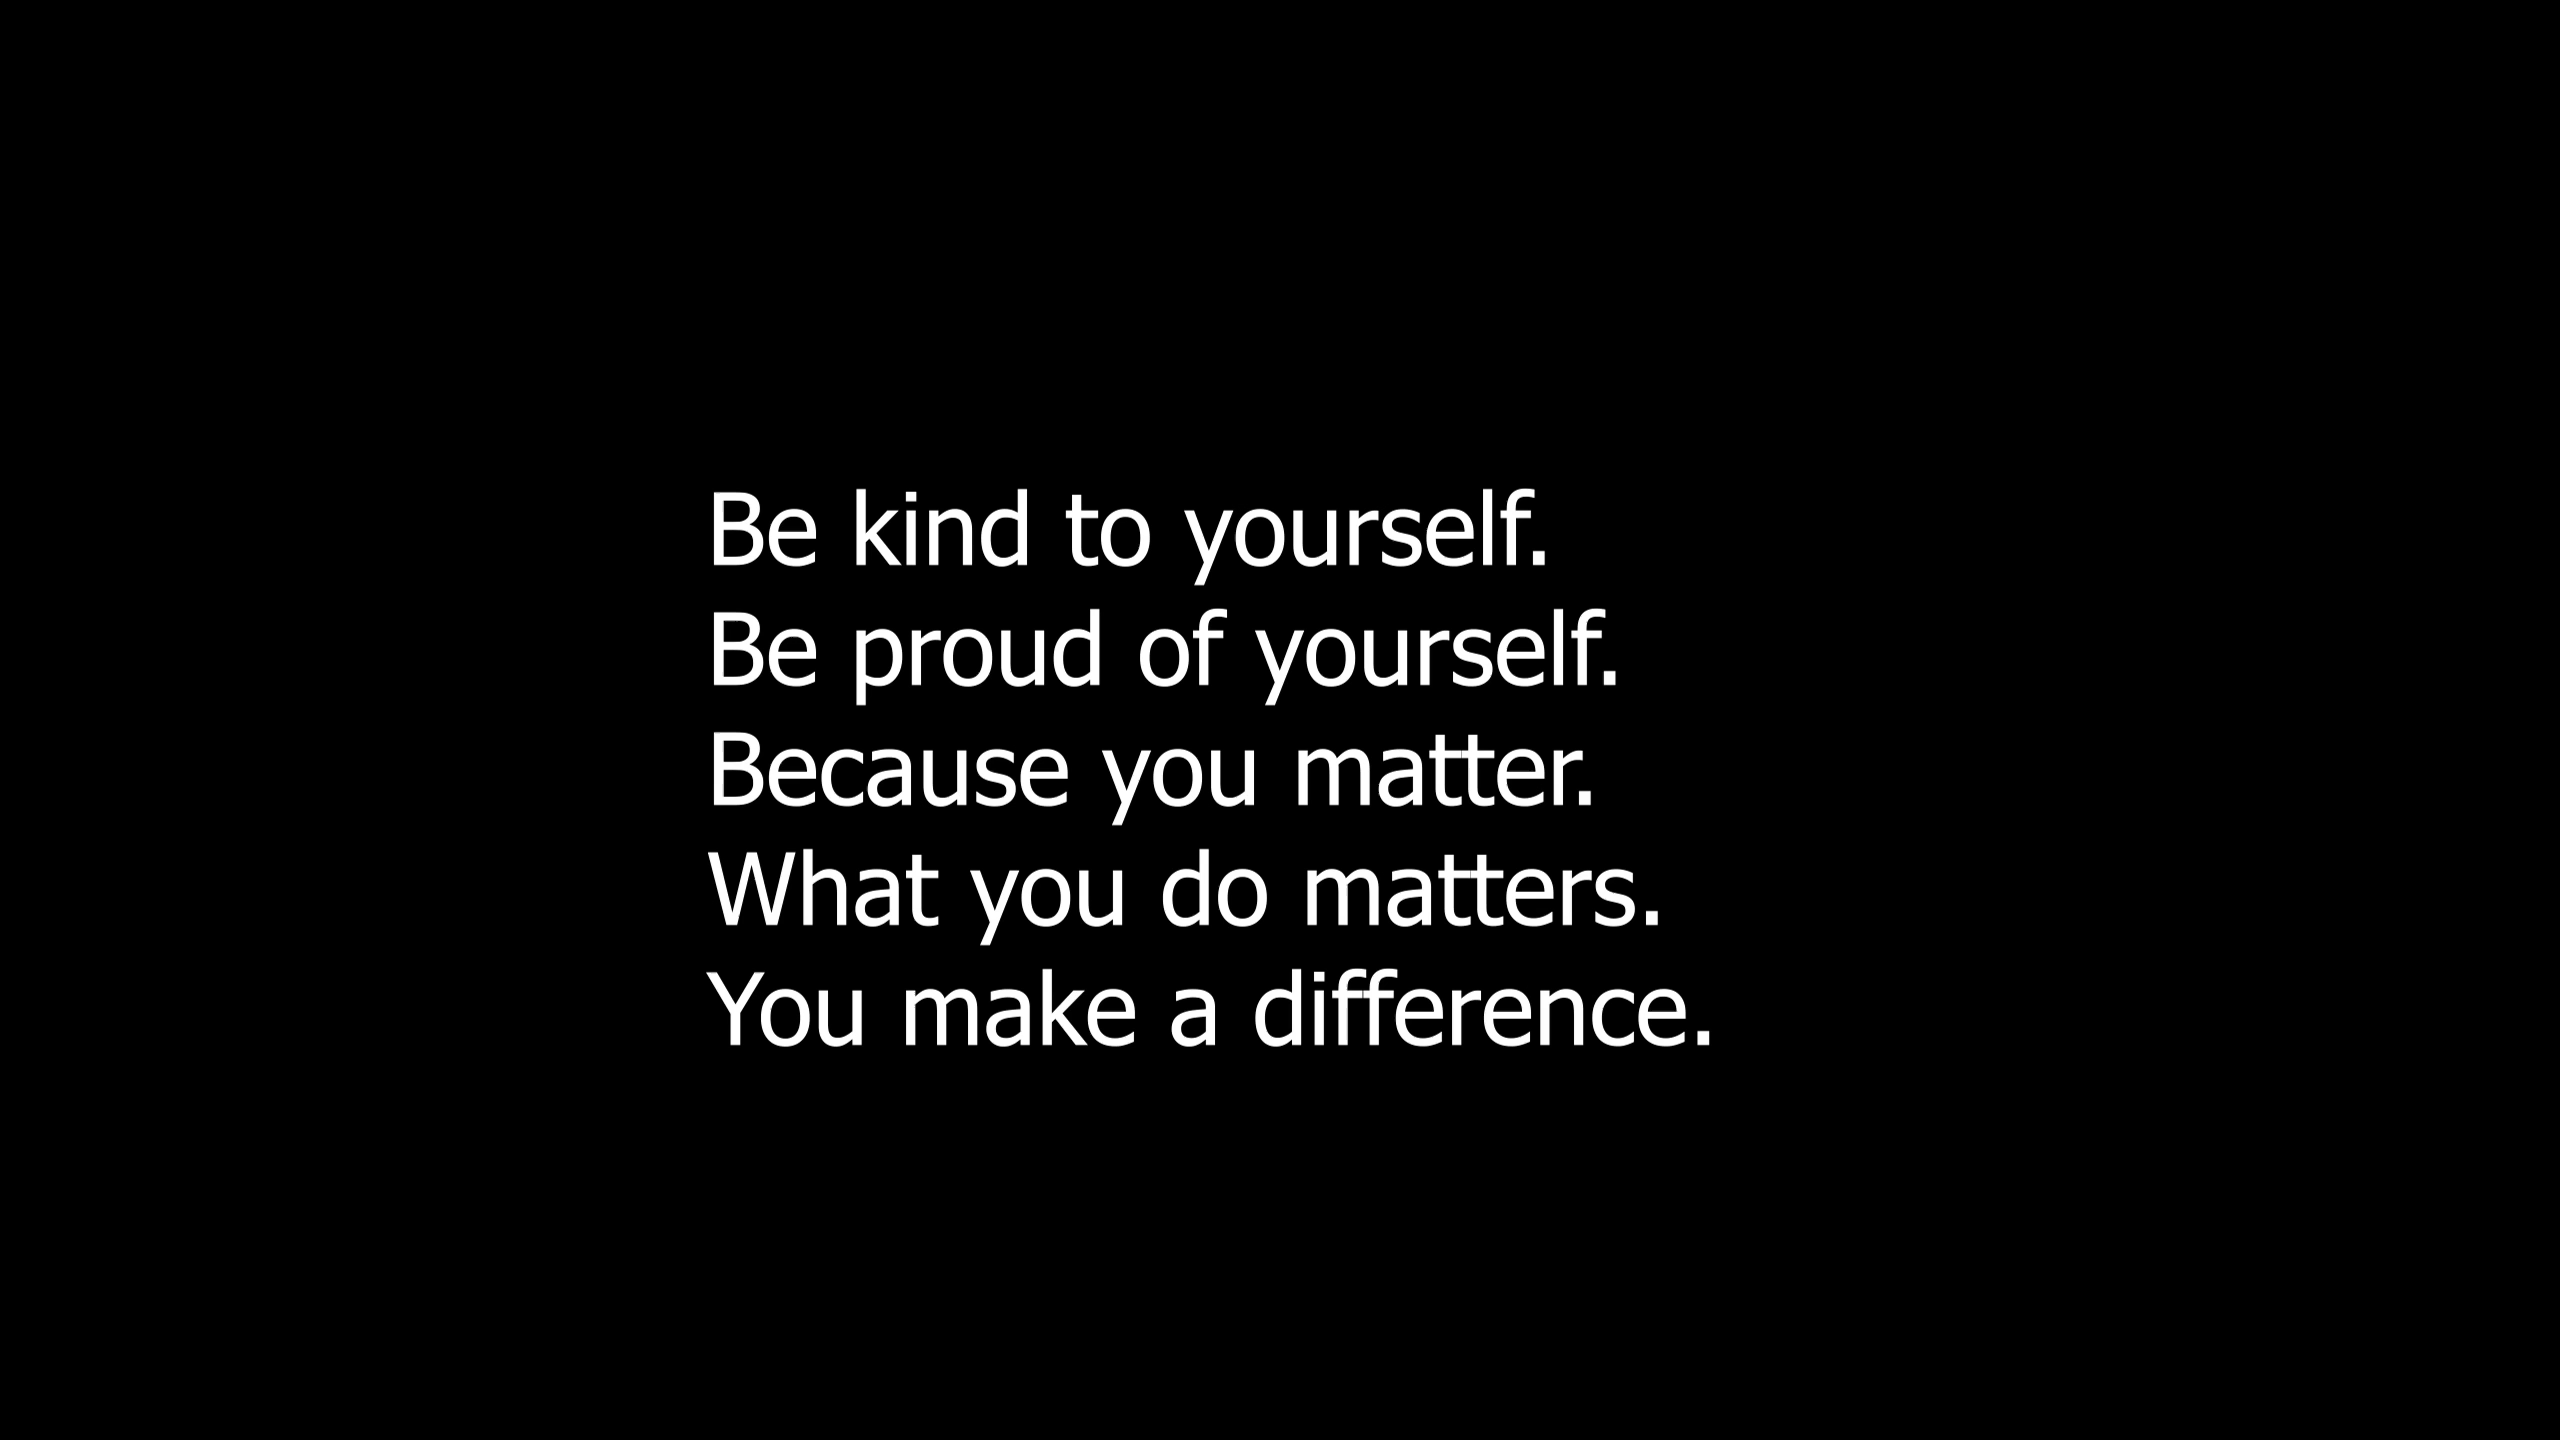 Be kind to yourself.
Be proud of yourself.
Because you matter.
What you do matters.
You make a difference.